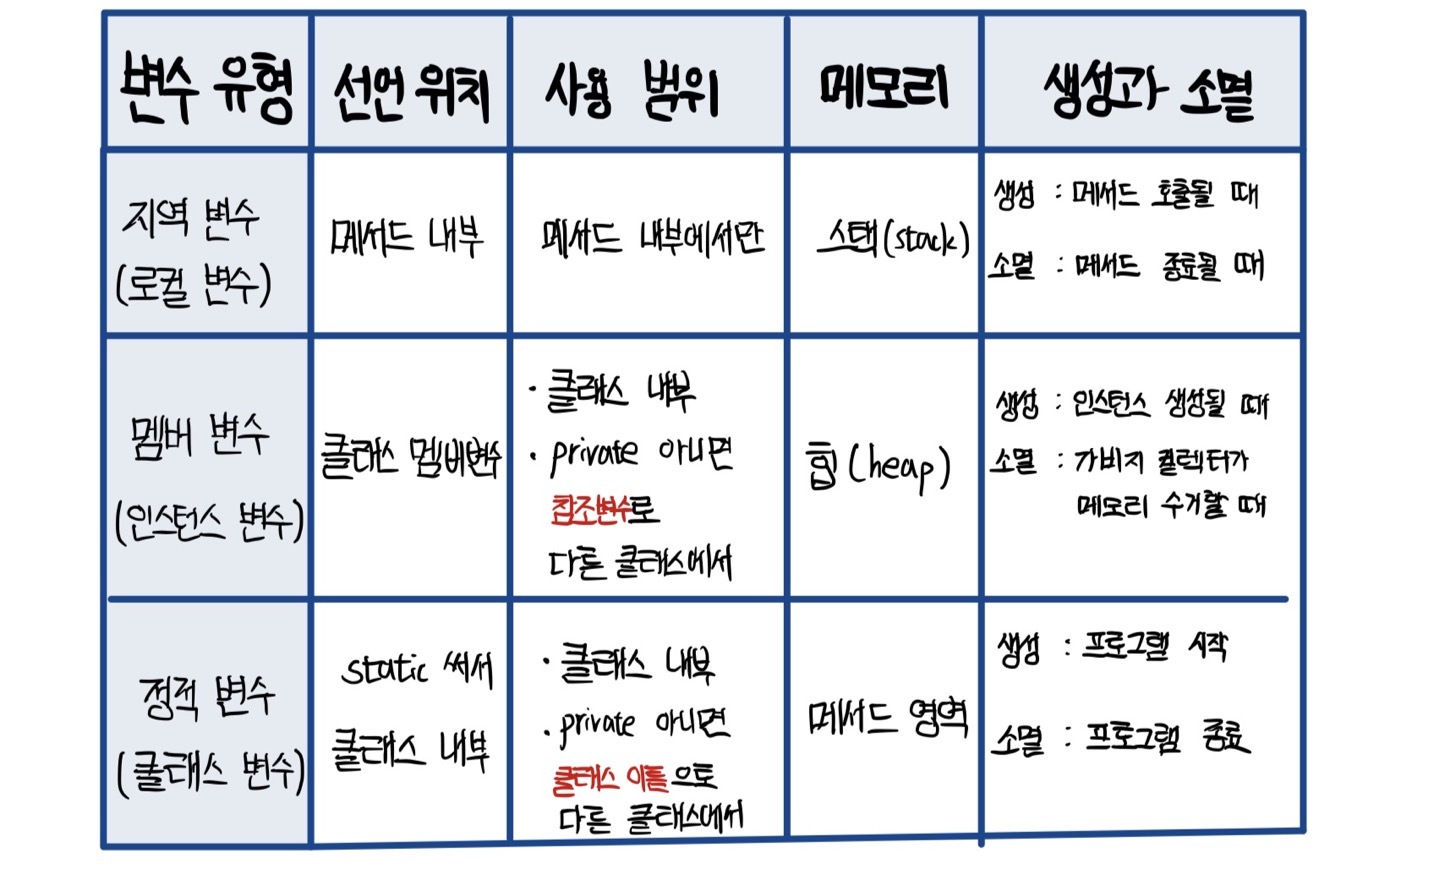 변수 유형
선언 위치
사용 범위
메모리
생성과 소멸
지역 변수
(로컬 변수)
메서드 내부
메서드 내부에서만
스택(stack)
생성 : 메서드 호출될 때
소멸 : 메서드 종료될 때
멤버 변수
(인스턴스 변수)
클래스 멤버변수
· 클래스 내부
· private 아니면
참조변수로
다른 클래스에서
힙(heap)
생성 : 인스턴스 생성될 때
소멸 : 가비지 컬렉터가
메모리 수거할 때
정적 변수
(클래스 변수)
static 써서
클래스 내부
· 클래스 내부
· private 아니면
클래스 이름으로
다른 클래스에서
메서드 영역
생성 : 프로그램 시작
소멸 : 프로그램 종료